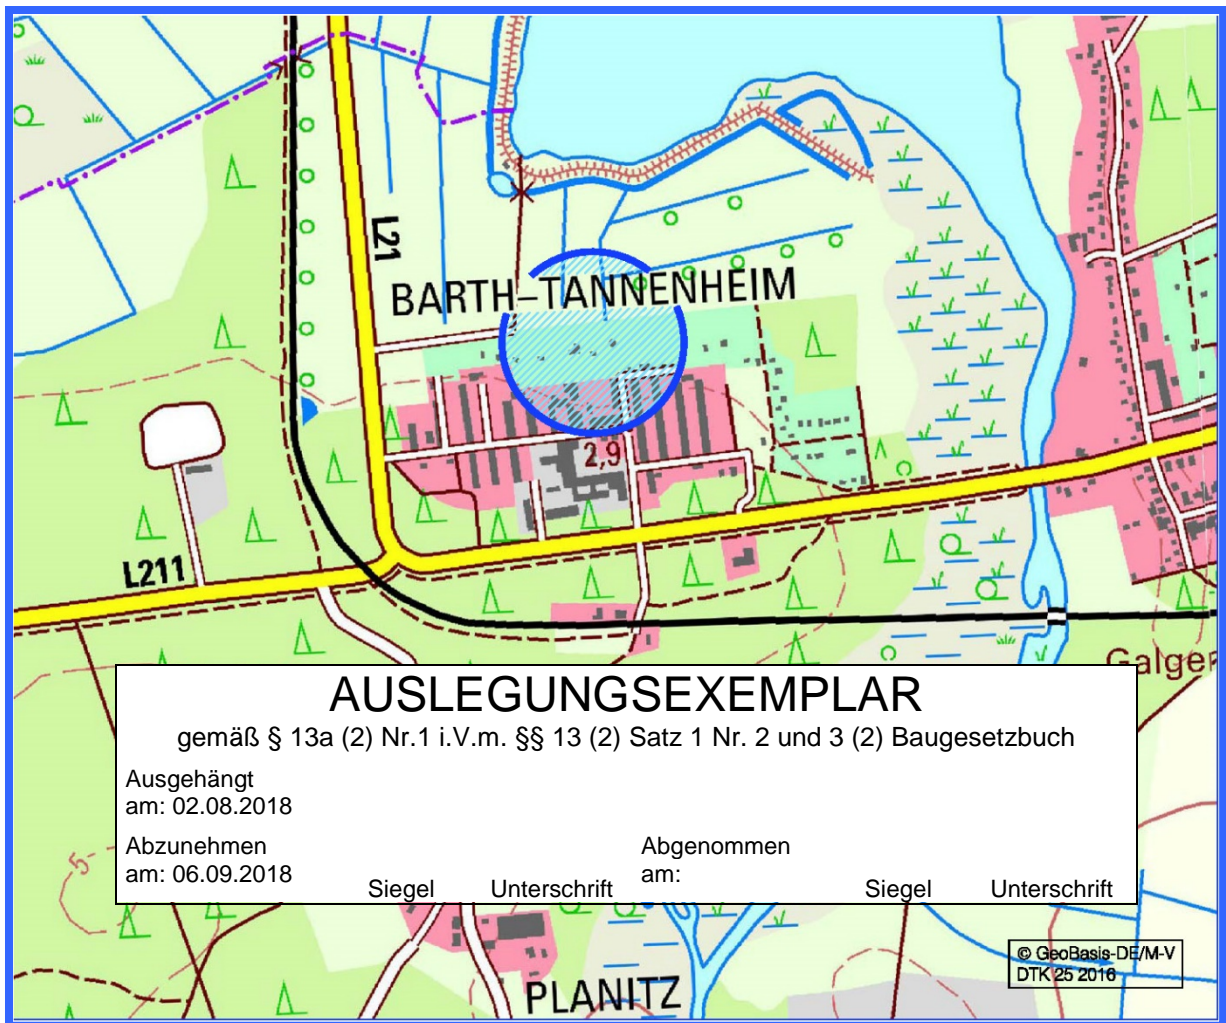 L21
BARTH-TANNENHEIM
2,9
L211
Galger
AUSLEGUNGSEXEMPLAR
gemäß § 13a (2) Nr.1 i.V.m. §§ 13 (2) Satz 1 Nr. 2 und 3 (2) Baugesetzbuch
Ausgehängt
am: 02.08.2018
Abzunehmen
am: 06.09.2018
Abgenommen
am:
Siegel Unterschrift Siegel Unterschrift
5
© GeoBasis-DE/M-V
DTK 25 2016
PLANITZ